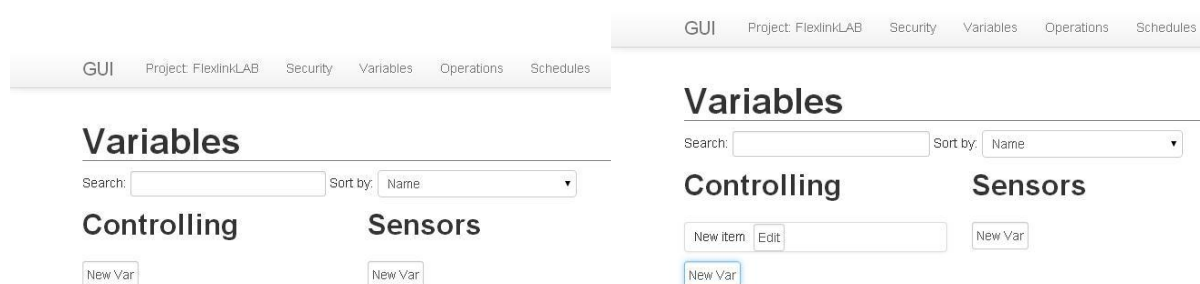 GUI Project: FlexlinkLAB Security Variables Operations Schedules
Variables
Search: Sort by: Name
Controlling Sensors
New Var New Var
GUI Project: FlexlinkLAB Security Variables Operations Schedules
Variables
Search: Sort by: Name
Controlling Sensors
New item Edit New Var
New Var